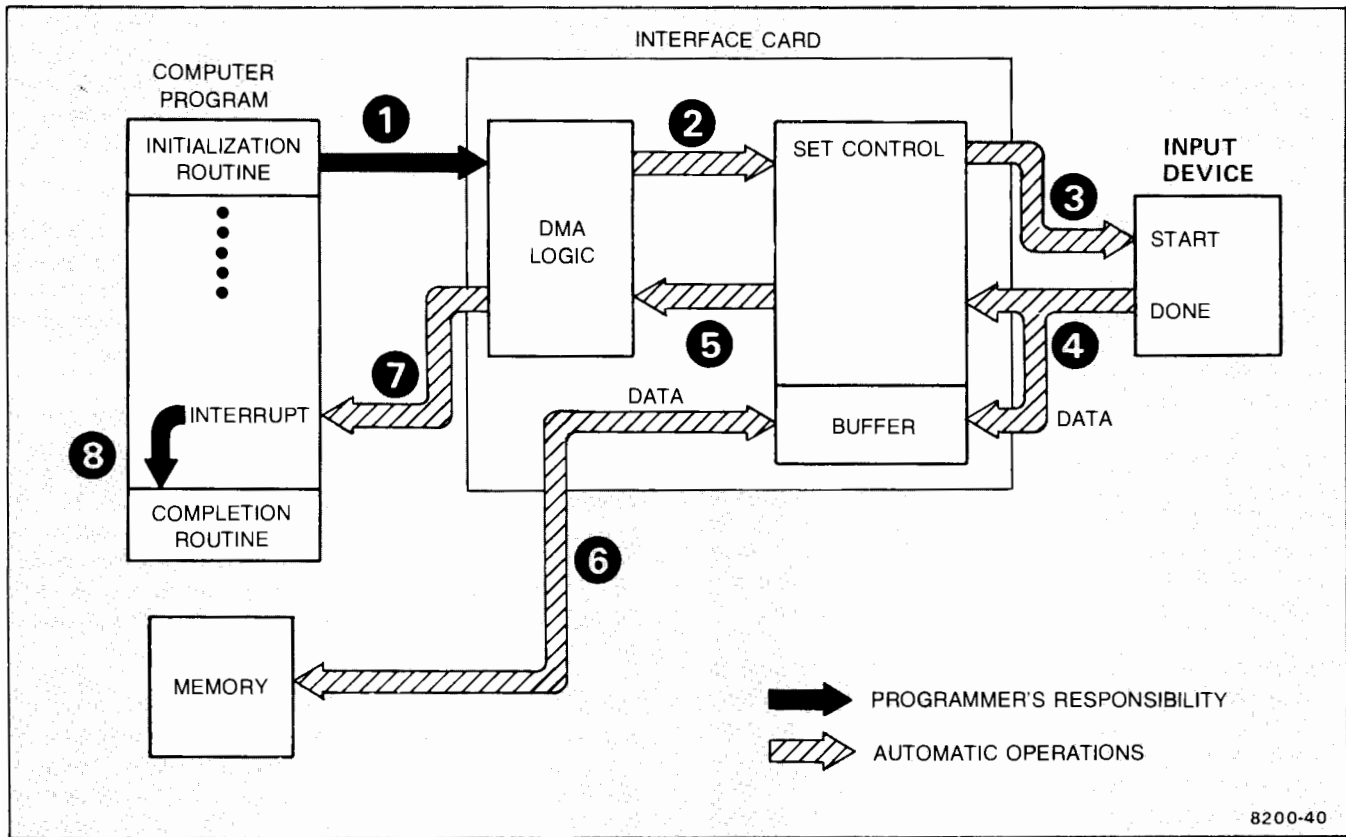 INTERFACE CARD
COMPUTER
PROGRAM
INITIALIZATION
ROUTINE
1
DMA
LOGIC
2
SET CONTROL
3
INPUT
DEVICE
START
DONE
4
DATA
BUFFER
5
DATA
6
7
INTERRUPT
8
COMPLETION
ROUTINE
MEMORY
PROGRAMMER'S RESPONSIBILITY
AUTOMATIC OPERATIONS
8200-40